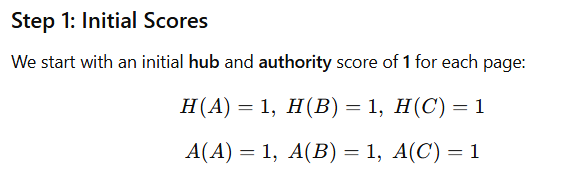 Step 1: Initial Scores
We start with an initial hub and authority score of 1 for each page:
H(A) = 1, H(B) = 1, H(C) = 1
A(A) = 1, A(B) = 1, A(C) = 1